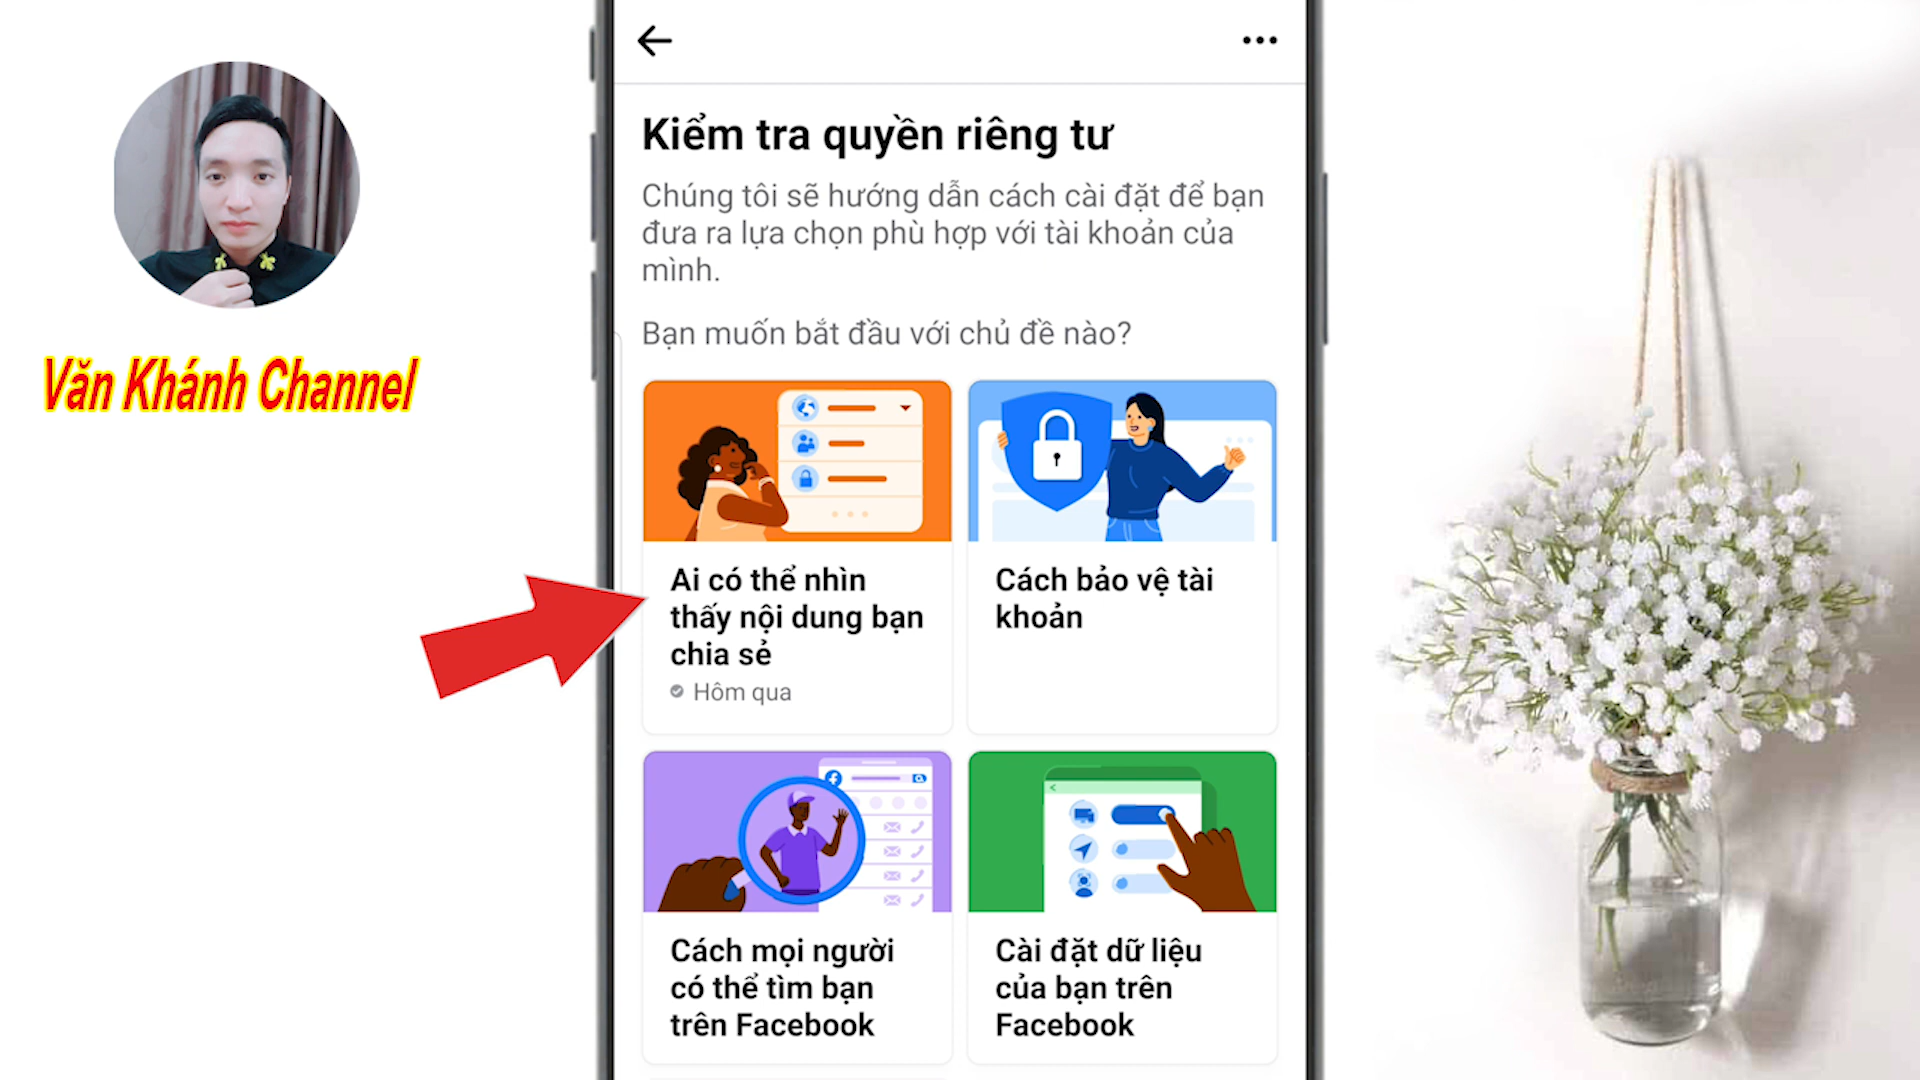 Văn Khánh Channel
Kiểm tra quyền riêng tư
Chúng tôi sẽ hướng dẫn cách cài đặt để bạn
đưa ra lựa chọn phù hợp với tài khoản của
mình.
Bạn muốn bắt đầu với chủ đề nào?
Ai có thể nhìn
thấy nội dung bạn
chia sẻ
Hôm qua
Cách bảo vệ tài
khoản
Cách mọi người
có thể tìm bạn
trên Facebook
Cài đặt dữ liệu
của bạn trên
Facebook